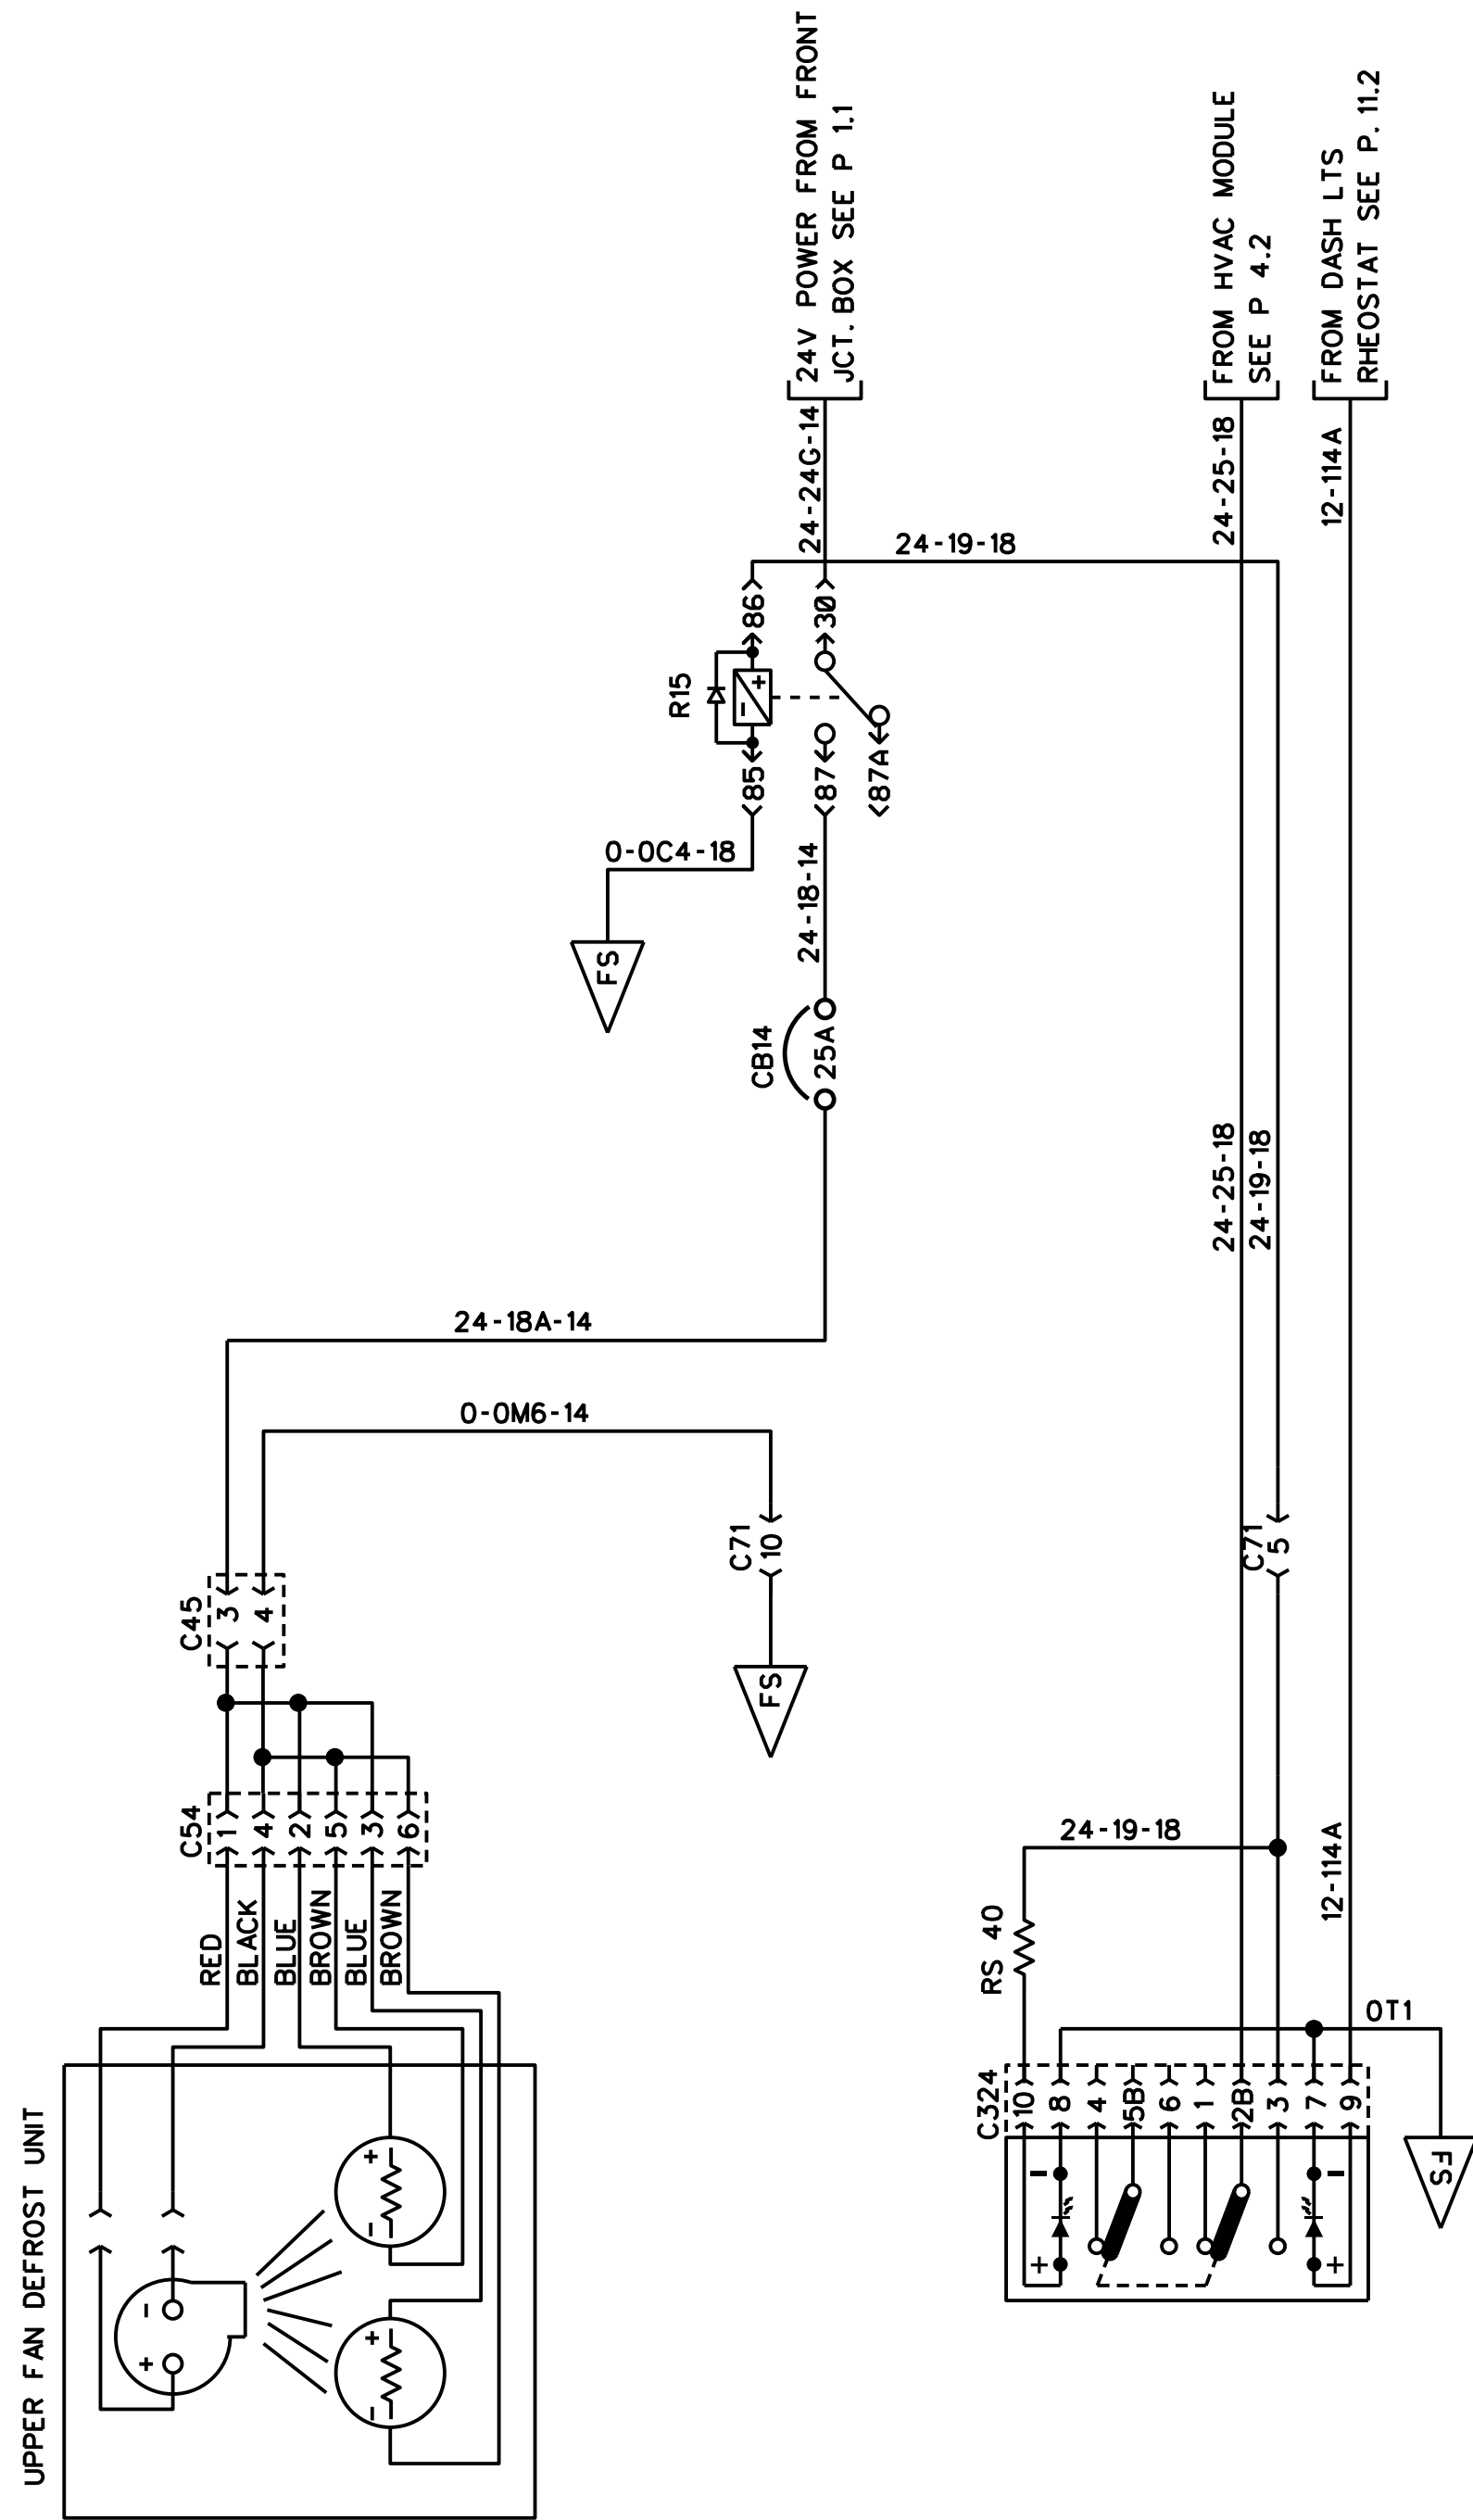 24V POWER FROM FRONT
JCT. BOX SEE P 1.1
FROM HVAC MODULE
SEE P 4.2
FROM DASH LTS
RHEOSTAT SEE P. 11.2
24-24G-14
24-25-18
12-114A
24-19-18
86
30
R15
+
-
85
87
87A
0-0C4-18
24-18-14
FS
CB14
25A
24-25-18
24-19-18
24-18A-14
0-0M6-14
C71
10
C71
5
C45
3
4
FS
C54
1
4
2
5
3
6
24-19-18
12-114A
RS 40
RED
BLACK
BLUE
BROWN
BLUE
BROWN
0T1
C324
10
8
4
5B
6
1
2B
3
7
9
FS
UPPER FAN DEFROST UNIT
+
-
-
+
+
-
-
+
-
+